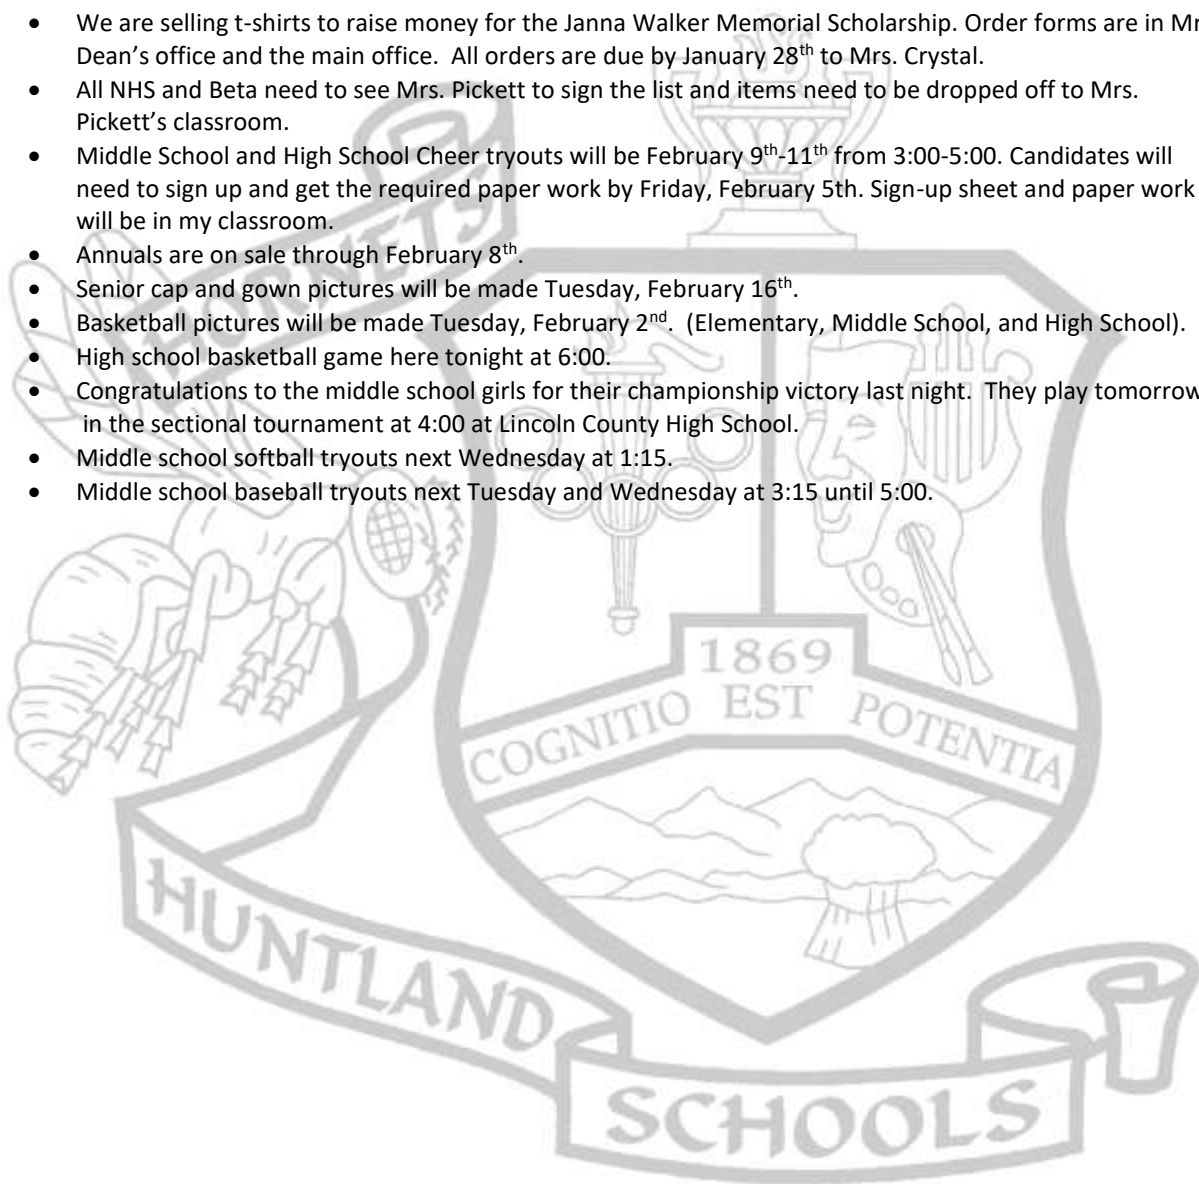 • We are selling t-shirts to raise money for the Janna Walker Memorial Scholarship. Order forms are in
Dean’s office and the main office.  All orders are due by January 28th to Mrs. Crystal.
• All NHS and Beta need to see Mrs. Pickett to sign the list and items need to be dropped off to Mrs.
Pickett’s classroom.
• Middle School and High School Cheer tryouts will be February 9th-11th from 3:00-5:00. Candidates will
need to sign up and get the required paper work by Friday, February 5th. Sign-up sheet and paper work
will be in my classroom.
• Annuals are on sale through February 8th.
• Senior cap and gown pictures will be made Tuesday, February 16th.
• Basketball pictures will be made Tuesday, February 2nd.  (Elementary, Middle School, and High School).
• High school basketball game here tonight at 6:00.
• Congratulations to the middle school girls for their championship victory last night.  They play tomorrow
in the sectional tournament at 4:00 at Lincoln County High School.
• Middle school softball tryouts next Wednesday at 1:15.
• Middle school baseball tryouts next Tuesday and Wednesday at 3:15 until 5:00.
HORNETS
1869
COGNITIO EST POTENTIA
HUNTLAND
SCHOOLS